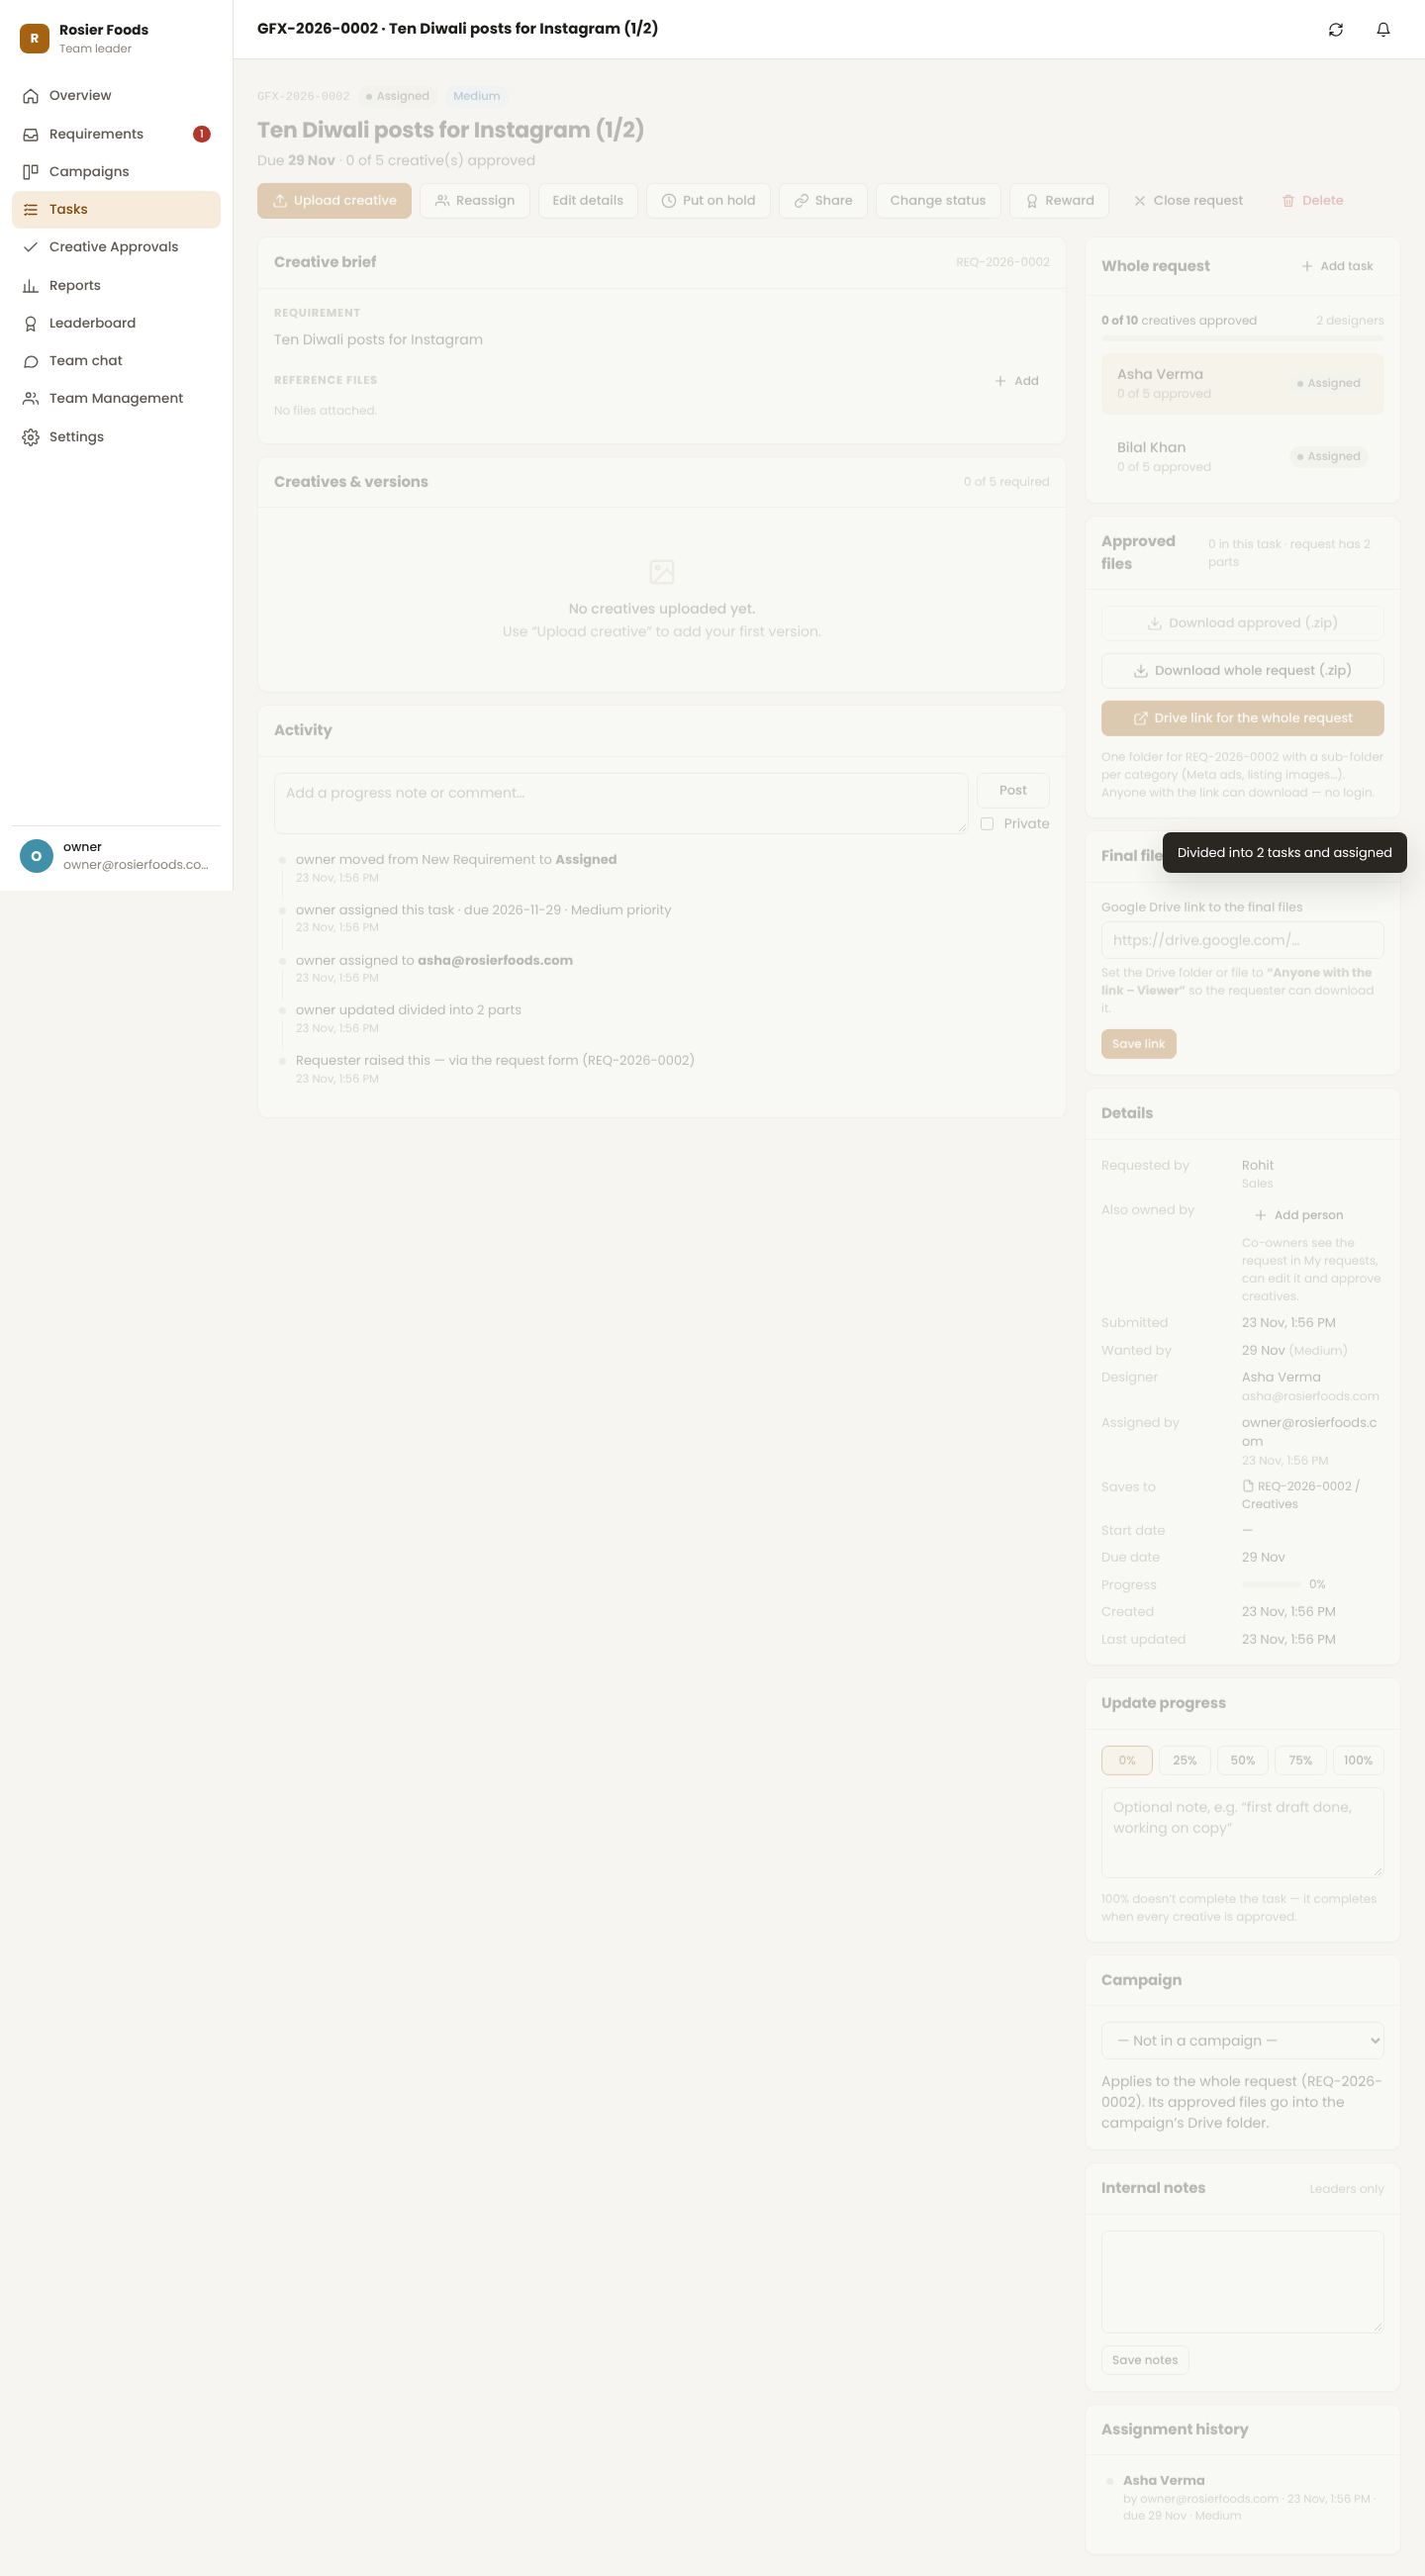 R
Rosier Foods
Team leader
Overview
Requirements
1
Campaigns
Tasks
Creative Approvals
Reports
Leaderboard
Team chat
Team Management
Settings
O
owner
owner@rosierfoods.co...
GFX-2026-0002 · Ten Diwali posts for Instagram (1/2)
GFX-2026-0002
Assigned
Medium
Ten Diwali posts for Instagram (1/2)
Due 29 Nov · 0 of 5 creative(s) approved
Upload creative
Reassign
Edit details
Put on hold
Share
Change status
Reward
Close request
Delete
Creative brief
REQ-2026-0002
REQUIREMENT
Ten Diwali posts for Instagram
REFERENCE FILES
Add
No files attached.
Creatives & versions
0 of 5 required
No creatives uploaded yet.
Use “Upload creative” to add your first version.
Activity
Add a progress note or comment...
Post
Private
owner moved from New Requirement to Assigned
23 Nov, 1:56 PM
owner assigned this task · due 2026-11-29 · Medium priority
23 Nov, 1:56 PM
owner assigned to asha@rosierfoods.com
23 Nov, 1:56 PM
owner updated divided into 2 parts
23 Nov, 1:56 PM
Requester raised this — via the request form (REQ-2026-0002)
23 Nov, 1:56 PM
Whole request
Add task
0 of 10 creatives approved
2 designers
Asha Verma
0 of 5 approved
Assigned
Bilal Khan
0 of 5 approved
Assigned
Approved
files
0 in this task · request has 2
parts
Download approved (.zip)
Download whole request (.zip)
Drive link for the whole request
One folder for REQ-2026-0002 with a sub-folder
per category (Meta ads, listing images...).
Anyone with the link can download — no login.
Final file
Divided into 2 tasks and assigned
Google Drive link to the final files
https://drive.google.com/...
Set the Drive folder or file to “Anyone with the
link – Viewer” so the requester can download
it.
Save link
Details
Requested by
Rohit
Sales
Also owned by
Add person
Co-owners see the
request in My requests,
can edit it and approve
creatives.
Submitted
23 Nov, 1:56 PM
Wanted by
29 Nov (Medium)
Designer
Asha Verma
asha@rosierfoods.com
Assigned by
owner@rosierfoods.c
om
23 Nov, 1:56 PM
Saves to
REQ-2026-0002 /
Creatives
Start date
—
Due date
29 Nov
Progress
0%
Created
23 Nov, 1:56 PM
Last updated
23 Nov, 1:56 PM
Update progress
0%
25%
50%
75%
100%
Optional note, e.g. “first draft done,
working on copy”
100% doesn’t complete the task — it completes
when every creative is approved.
Campaign
— Not in a campaign —
Applies to the whole request (REQ-2026-
0002). Its approved files go into the
campaign’s Drive folder.
Internal notes
Leaders only
Save notes
Assignment history
Asha Verma
by owner@rosierfoods.com · 23 Nov, 1:56 PM ·
due 29 Nov · Medium